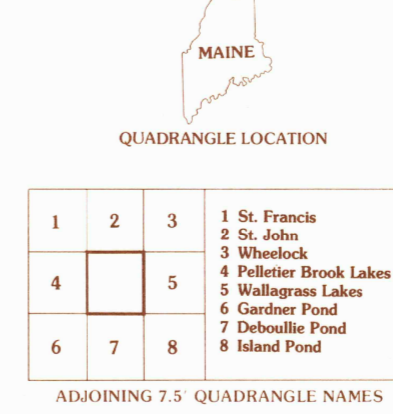 MAINE
QUADRANGLE LOCATION
1 2 3
4 5
6 7 8
1 St. Francis
2 St. John
3 Wheelock
4 Pelletier Brook Lakes
5 Wallagrass Lakes
6 Gardner Pond
7 Deboullie Pond
8 Island Pond
ADJOINING 7.5′ QUADRANGLE NAMES